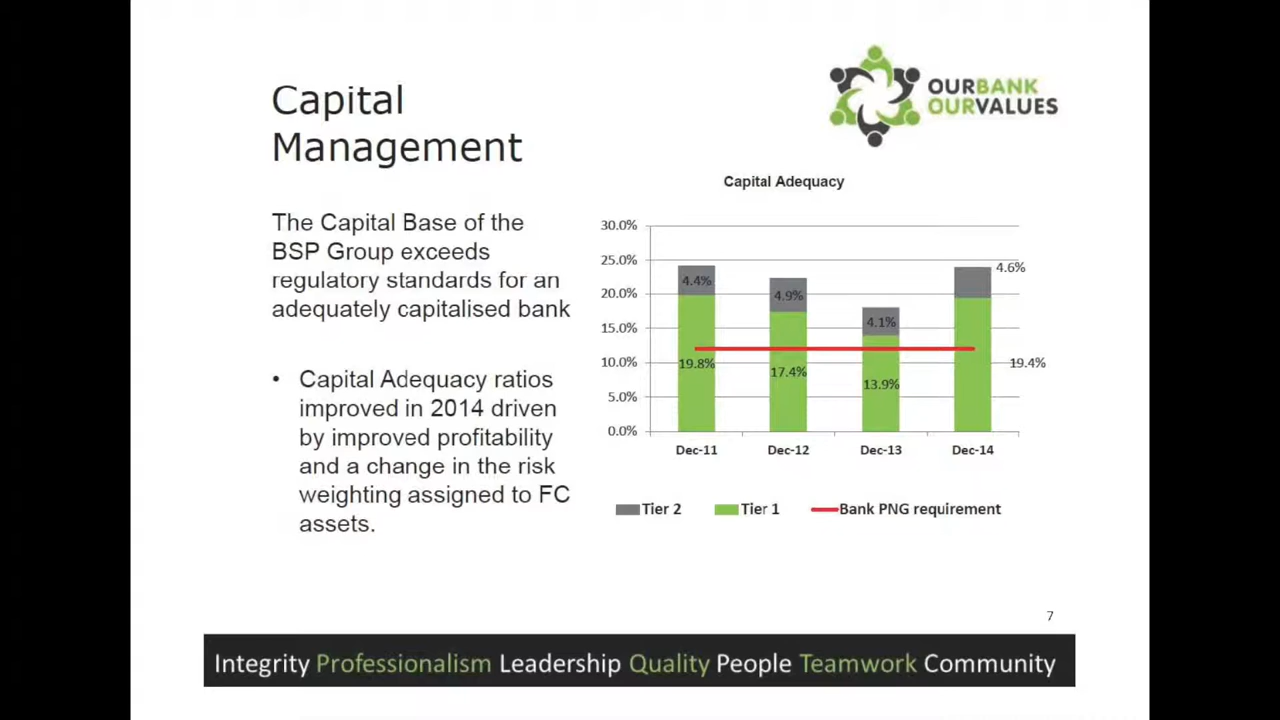 Capital
Management
OURBANK
OURVALUES
The Capital Base of the
BSP Group exceeds
regulatory standards for an
adequately capitalised bank
• Capital Adequacy ratios
improved in 2014 driven
by improved profitability
and a change in the risk
weighting assigned to FC
assets.
Capital Adequacy
30.0%
25.0%
20.0%
15.0%
10.0%
5.0%
0.0%
4.4%
4.9%
4.1%
4.6%
19.8%
17.4%
13.9%
19.4%
Dec-11 Dec-12 Dec-13 Dec-14
Tier 2 Tier 1 Bank PNG requirement
7
Integrity Professionalism Leadership Quality People Teamwork Community